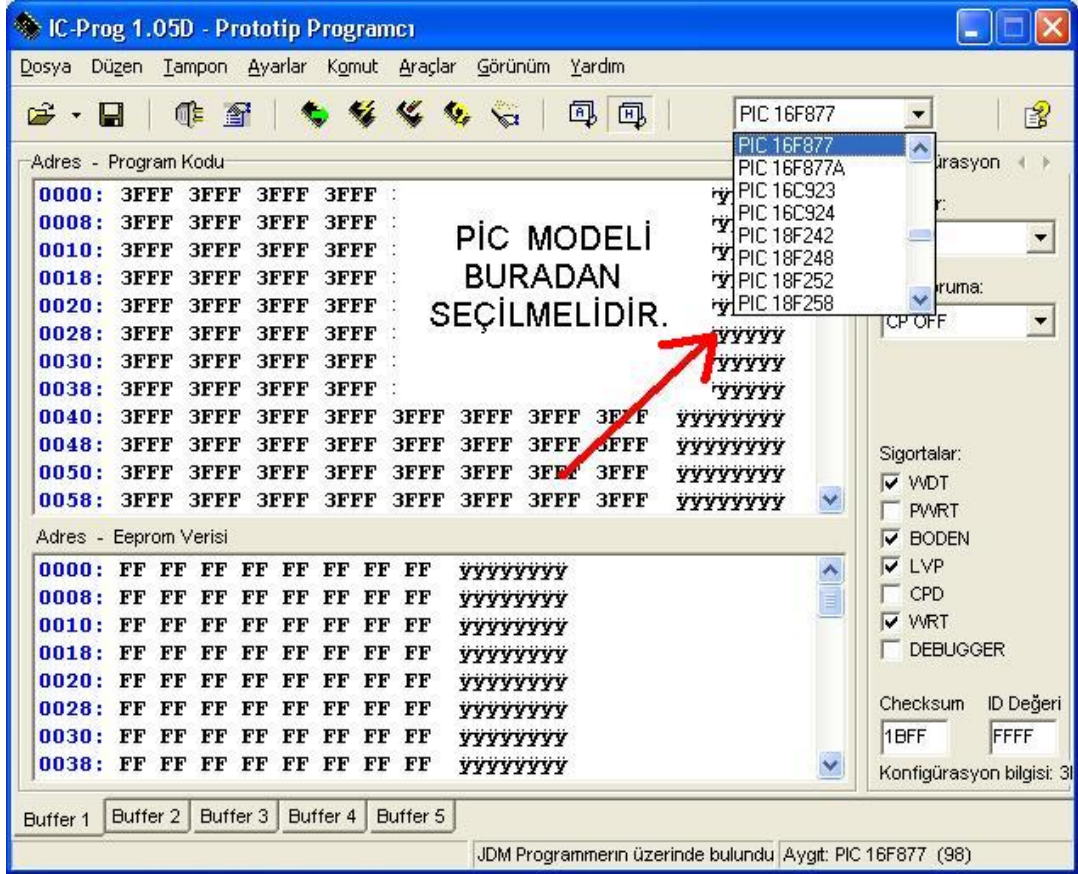 IC-Prog 1.05D - Prototip Programcı
Dosya Düzen Tampon Ayarlar Komut Araçlar Görünüm Yardım
PIC 16F877
PIC 16F877
PIC 16F877A
PIC 16C923
PIC 16C924
PIC 18F242
PIC 18F248
PIC 18F252
PIC 18F258
Adres - Program Kodu
0000: 3FFF 3FFF 3FFF 3FFF
0008: 3FFF 3FFF 3FFF 3FFF
0010: 3FFF 3FFF 3FFF 3FFF
0018: 3FFF 3FFF 3FFF 3FFF
0020: 3FFF 3FFF 3FFF 3FFF
0028: 3FFF 3FFF 3FFF 3FFF ÿÿÿÿÿÿ
0030: 3FFF 3FFF 3FFF 3FFF ÿÿÿÿÿ
0038: 3FFF 3FFF 3FFF 3FFF ÿÿÿÿÿ
0040: 3FFF 3FFF 3FFF 3FFF 3FFF 3FFF 3FFF 3FFF ÿÿÿÿÿÿÿÿ
0048: 3FFF 3FFF 3FFF 3FFF 3FFF 3FFF 3FFF 3FFF ÿÿÿÿÿÿÿÿ
0050: 3FFF 3FFF 3FFF 3FFF 3FFF 3FFF 3FFF 3FFF ÿÿÿÿÿÿÿÿ
0058: 3FFF 3FFF 3FFF 3FFF 3FFF 3FFF 3FFF 3FFF ÿÿÿÿÿÿÿÿ
PİC MODELİ
BURADAN
SEÇİLMELİDİR.
Adres - Eeprom Verisi
0000: FF FF FF FF FF FF FF FF ÿÿÿÿÿÿÿÿ
0008: FF FF FF FF FF FF FF FF ÿÿÿÿÿÿÿÿ
0010: FF FF FF FF FF FF FF FF ÿÿÿÿÿÿÿÿ
0018: FF FF FF FF FF FF FF FF ÿÿÿÿÿÿÿÿ
0020: FF FF FF FF FF FF FF FF ÿÿÿÿÿÿÿÿ
0028: FF FF FF FF FF FF FF FF ÿÿÿÿÿÿÿÿ
0030: FF FF FF FF FF FF FF FF ÿÿÿÿÿÿÿÿ
0038: FF FF FF FF FF FF FF FF ÿÿÿÿÿÿÿÿ
CP OFF
Sigortalar:
WDT
PWRT
BODEN
LVP
CPD
WRT
DEBUGGER
Checksum ID Değeri
1BFF FFFF
Konfigürasyon bilgisi:
Buffer 1 Buffer 2 Buffer 3 Buffer 4 Buffer 5
JDM Programmerın üzerinde bulundu Aygıt: PIC 16F877 (98)